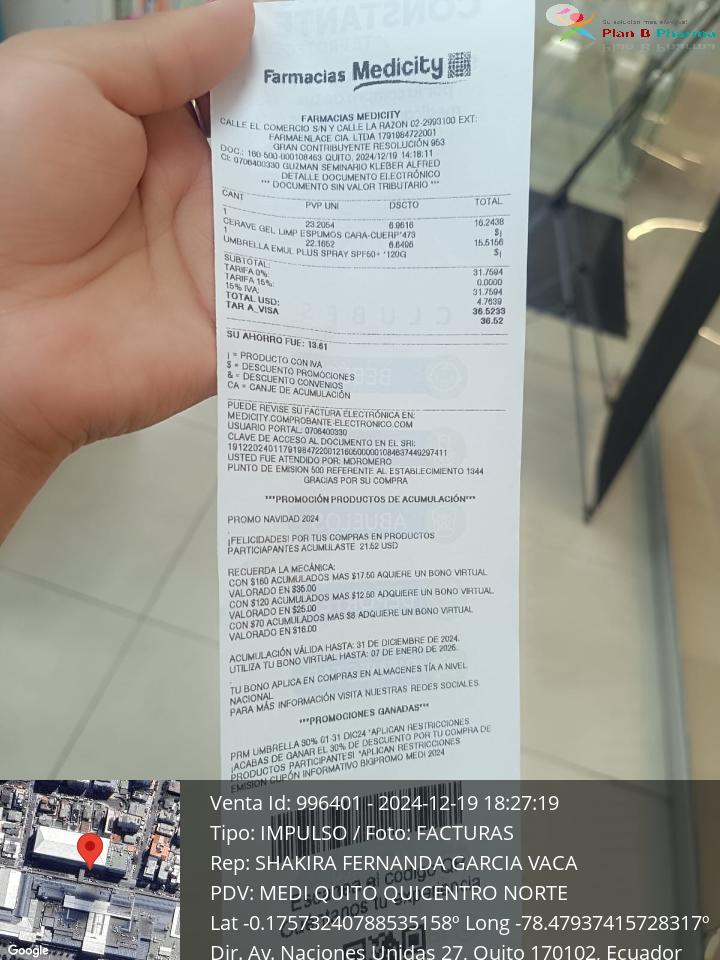 Su solución más efectiva!
Plan B Pharma
Farmacias Medicity
FARMACIAS MEDICITY
CALLE EL COMERCIO S/N Y CALLE LA RAZON 02-2993100 EXT:
FARMAENLACE CIA. LTDA 1791984722001
GRAN CONTRIBUYENTE RESOLUCIÓN 953
DOC.: 160-500-000108463 QUITO, 2024/12/19 14:18:11
CI: 0706400330 GUZMAN SEMINARIO KLEBER ALFRED
DETALLE DOCUMENTO ELECTRÓNICO
*** DOCUMENTO SIN VALOR TRIBUTARIO ***
CANT PVP UNI DSCTO TOTAL
1 23.2054 6.9616 16.2438
CERAVE GEL LIMP ESPUMOS CARA-CUERP*473 $¡
1 22.1652 6.6496 15.5156
UMBRELLA EMUL PLUS SPRAY SPF50+ *120G $¡
SUBTOTAL: 31.7594
TARIFA 0%: 0.0000
TARIFA 15%: 31.7594
15% IVA: 4.7639
TOTAL USD: 36.5233
TAR A_VISA 36.52
SU AHORRO FUE: 13.61
¡ = PRODUCTO CON IVA
$ = DESCUENTO PROMOCIONES
& = DESCUENTO CONVENIOS
CA = CANJE DE ACUMULACIÓN
PUEDE REVISE SU FACTURA ELECTRÓNICA EN:
MEDICITY.COMPROBANTE-ELECTRONICO.COM
USUARIO PORTAL: 0706400330
CLAVE DE ACCESO AL DOCUMENTO EN EL SRI:
USTED FUE ATENDIDO POR: MDROMERO
PUNTO DE EMISION 500 REFERENTE AL ESTABLECIMIENTO 1344
GRACIAS POR SU COMPRA
***PROMOCIÓN PRODUCTOS DE ACUMULACIÓN***
PROMO NAVIDAD 2024
¡FELICIDADES! POR TUS COMPRAS EN PRODUCTOS
PARTICIAPANTES ACUMULASTE 21.52 USD
RECUERDA LA MECÁNICA:
CON $160 ACUMULADOS MAS $17.50 AQUIERE UN BONO VIRTUAL
VALORADO EN $35.00
CON $120 ACUMULADOS MAS $12.50 ADQUIERE UN BONO VIRTUAL
VALORADO EN $25.00
CON $70 ACUMULADOS MAS $8 ADQUIERE UN BONO VIRTUAL
VALORADO EN $16.00
ACUMULACIÓN VÁLIDA HASTA: 31 DE DICIEMBRE DE 2024.
UTILIZA TU BONO VIRTUAL HASTA: 07 DE ENERO DE 2025.
TU BONO APLICA EN COMPRAS EN ALMACENES TÍA A NIVEL
NACIONAL
PARA MÁS INFORMACIÓN VISITA NUESTRAS REDES SOCIALES.
***PROMOCIONES GANADAS***
PRM UMBRELLA 30% 01-31 DIC24 *APLICAN RESTRICCIONES
¡ACABAS DE GANAR EL 30% DE DESCUENTO POR TU COMPRA DE
PRODUCTOS PARTICIPANTES! *APLICAN RESTRICCIONES
EMISION CUPÓN INFORMATIVO BIGPROMO MEDI 2024
Venta Id: 996401 - 2024-12-19 18:27:19
Tipo: IMPULSO / Foto: FACTURAS
Rep: SHAKIRA FERNANDA GARCIA VACA
PDV: MEDI QUITO QUICENTRO NORTE
Lat -0.17573240788535158º Long -78.47937415728317º
Dir. Av. Naciones Unidas 27, Quito 170102, Ecuador
Google